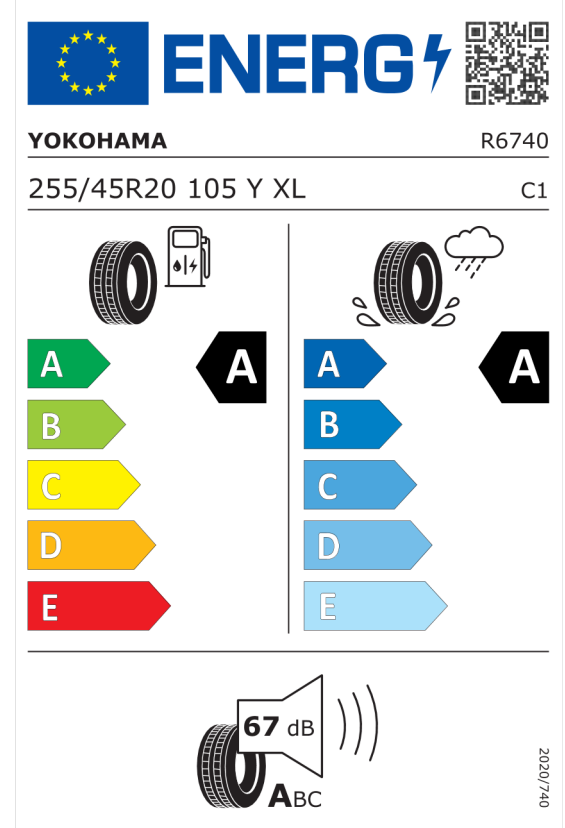 ENERG
YOKOHAMA R6740
255/45R20 105 Y XL C1
A A
B
C
D
E
A A
B
C
D
E
67 dB
ABC
2020/740